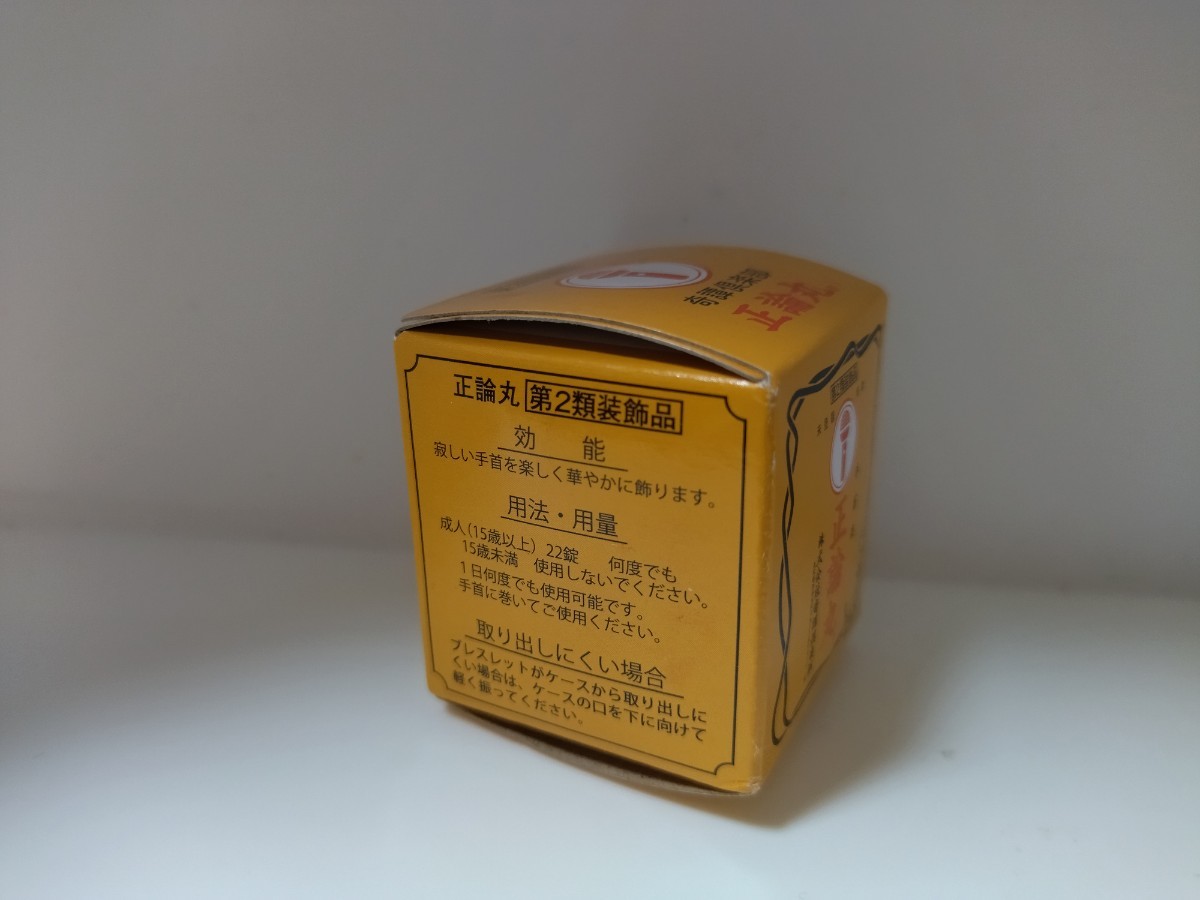 正論丸 第2類装飾品
効 能
寂しい手首を楽しく華やかに飾ります。
用法・用量
成人(15歳以上) 22錠 何度でも
15歳未満 使用しないでください。
1日何度でも使用可能です。
手首に巻いてご使用ください。
取り出しにくい場合
ブレスレットがケースから取り出しに
くい場合は、ケースの口を下に向けて
軽く振ってください。
正論丸
正論丸